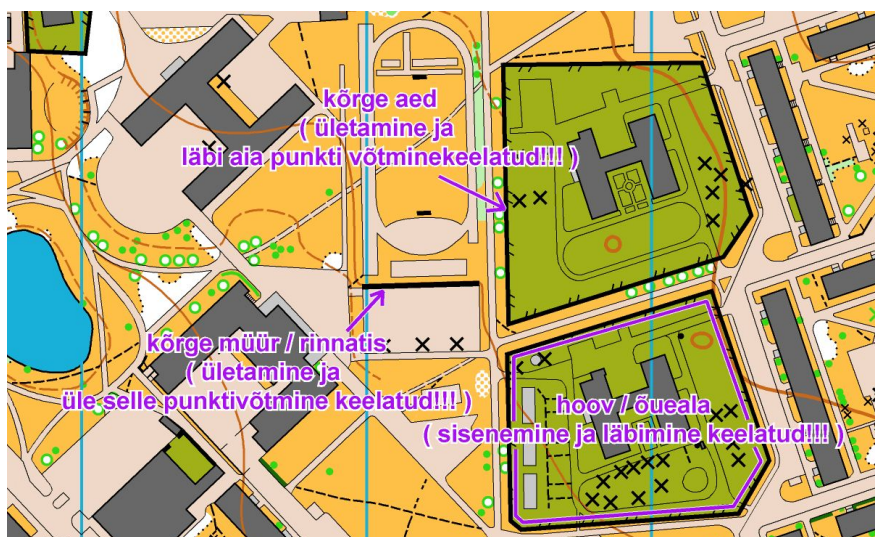 kõrge aed
( ületamine ja
läbi aia punkti võtminekeelatud!!! )
kõrge müür / rinnatis
( ületamine ja
üle selle punktivõtmine keelatud!!! )
hoov / õueala
( sisenemine ja läbimine keelatud!!! )